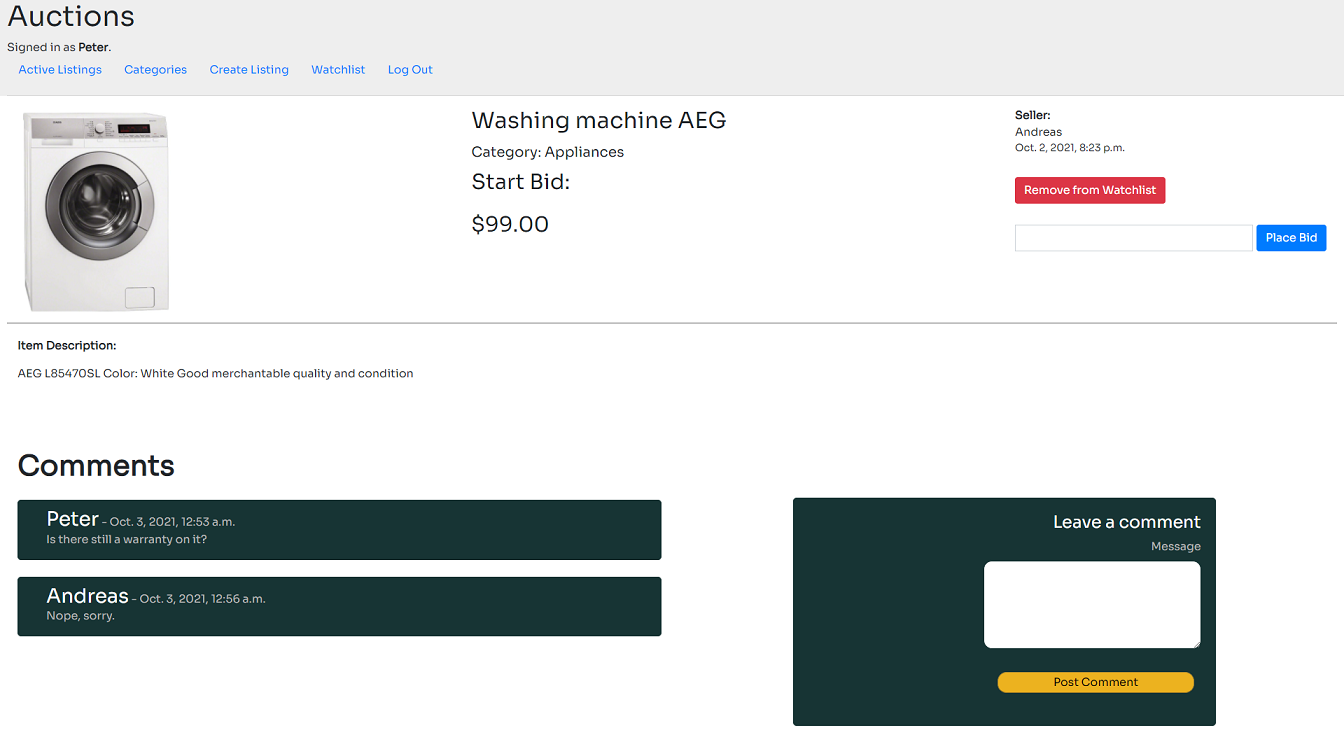 Auctions
Signed in as Peter.
Active Listings Categories Create Listing Watchlist Log Out
Washing machine AEG
Category: Appliances
Start Bid:
$99.00
Seller:
Andreas
Oct. 2, 2021, 8:23 p.m.
Remove from Watchlist
Place Bid
Item Description:
AEG L85470SL Color: White Good merchantable quality and condition
Comments
Peter - Oct. 3, 2021, 12:53 a.m.
Is there still a warranty on it?
Andreas - Oct. 3, 2021, 12:56 a.m.
Nope, sorry.
Leave a comment
Message
Post Comment